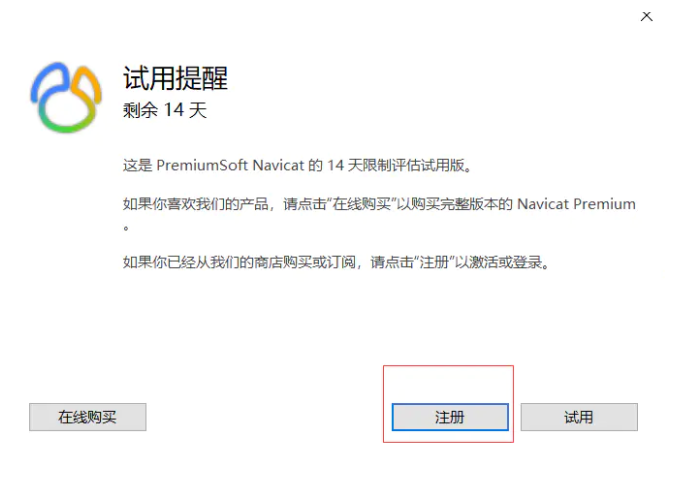 试用提醒
剩余 14 天
这是 PremiumSoft Navicat 的 14 天限制评估试用版。
如果你喜欢我们的产品，请点击“在线购买”以购买完整版本的 Navicat Premium
。
如果你已经从我们的商店购买或订阅，请点击“注册”以激活或登录。
在线购买 注册 试用